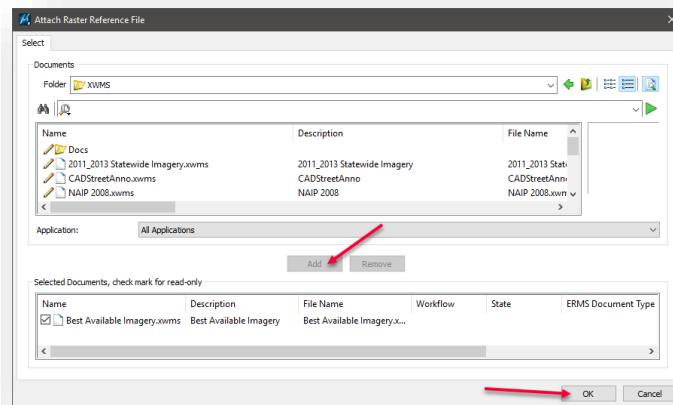 Attach Raster Reference File
Select
Documents
Folder XWMS
Name Description File Name
Docs
2011_2013 Statewide Imagery.xwms 2011_2013 Statewide Imagery 2011_2013 State
CADStreetAnno.xwms CADStreetAnno CADStreetAnno
NAIP 2008.xwms NAIP 2008 NAIP 2008.xwm
Application: All Applications
Add Remove
Selected Documents, check mark for read-only
Name Description File Name Workflow State ERMS Document Type
Best Available Imagery.xwms Best Available Imagery Best Available Imagery.x...
OK Cancel